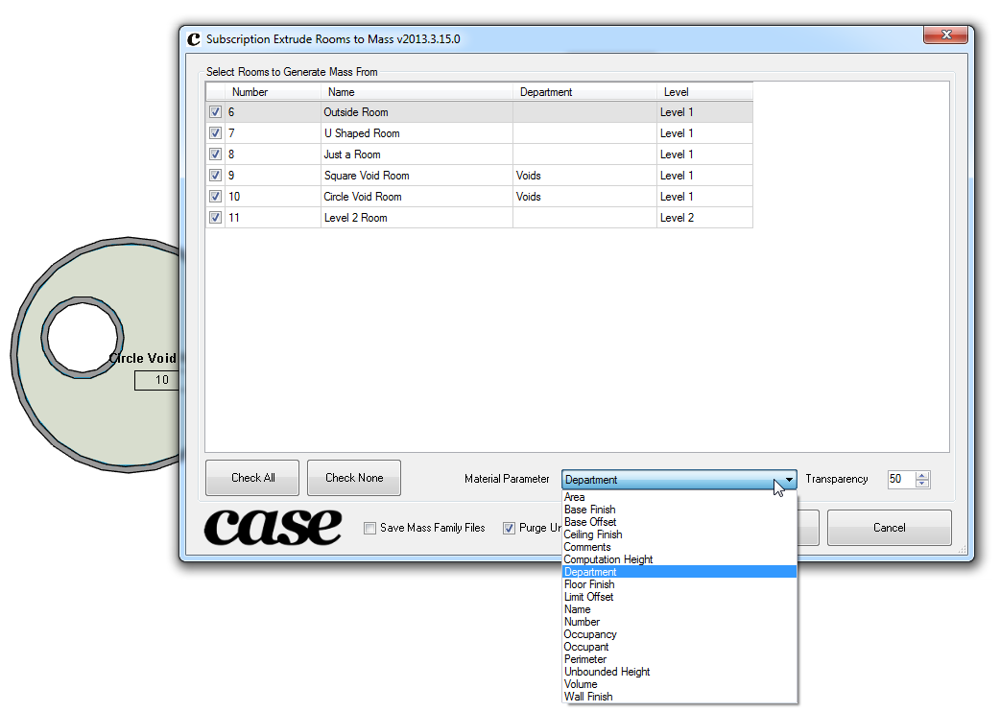 c Subscription Extrude Rooms to Mass v2013.3.15.0
Select Rooms to Generate Mass From
Number Name Department Level
6 Outside Room Level 1
7 U Shaped Room Level 1
8 Just a Room Level 1
9 Square Void Room Voids Level 1
10 Circle Void Room Voids Level 1
11 Level 2 Room Level 2
Circle Void
10
Check All Check None Material Parameter Department Transparency 50
case Save Mass Family Files Purge Un Cancel
Area
Base Finish
Base Offset
Ceiling Finish
Comments
Computation Height
Department
Floor Finish
Limit Offset
Name
Number
Occupancy
Occupant
Perimeter
Unbounded Height
Volume
Wall Finish